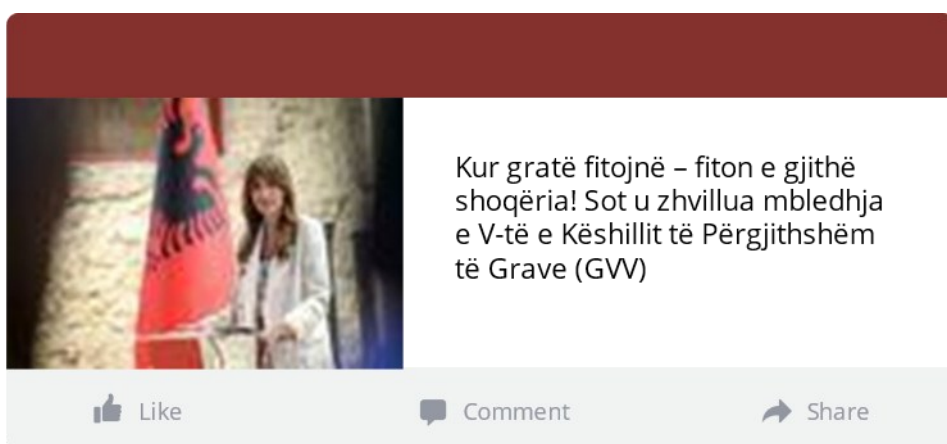 Kur gratë fitojnë – fiton e gjithë
shoqëria! Sot u zhvillua mbledhja
e V-të e Këshillit të Përgjithshëm
të Grave (GVV)
Like
Comment
Share